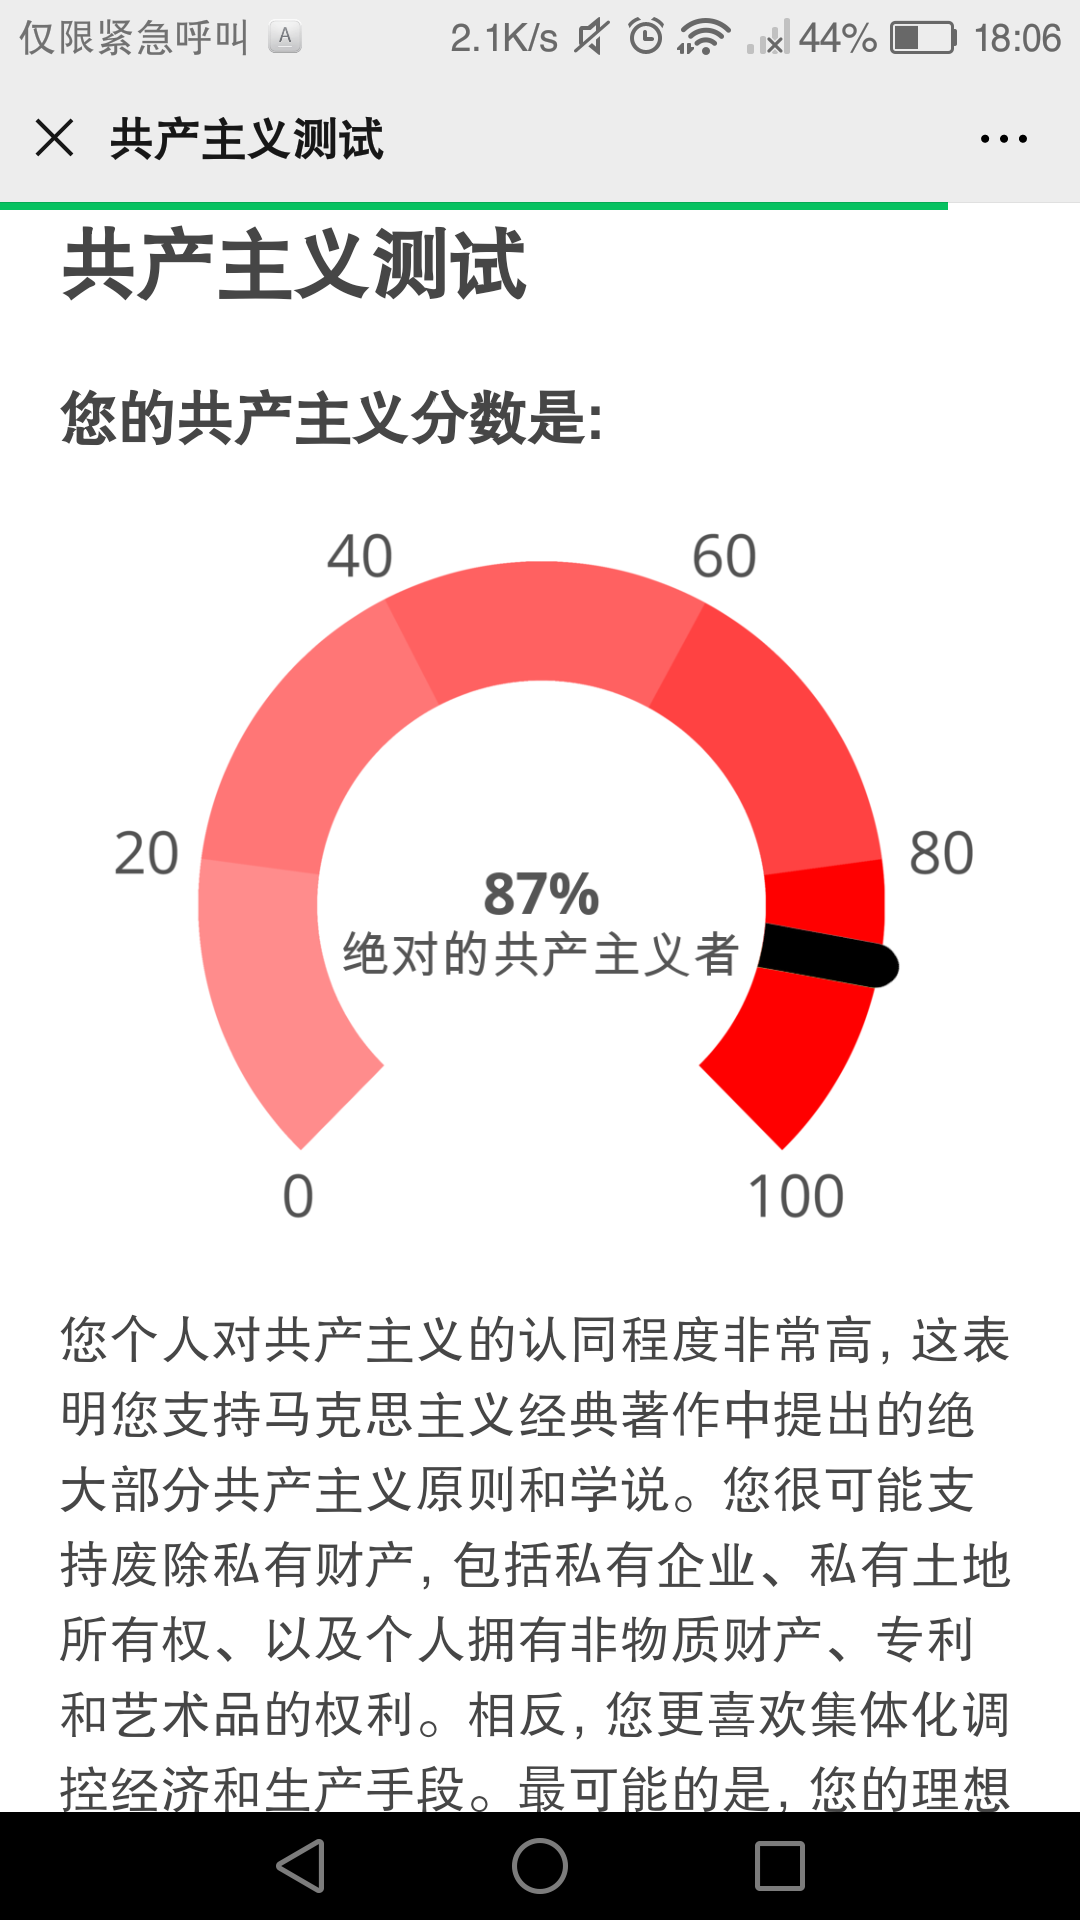 仅限紧急呼叫 A 2.1K/s 44% 18:06
共产主义测试
共产主义测试
您的共产主义分数是:
40 60
20 80
87%
绝对的共产主义者
0 100
您个人对共产主义的认同程度非常高, 这表
明您支持马克思主义经典著作中提出的绝
大部分共产主义原则和学说。您很可能支
持废除私有财产, 包括私有企业、私有土地
所有权、以及个人拥有非物质财产、专利
和艺术品的权利。相反, 您更喜欢集体化调
控经济和生产手段。最可能的是, 您的理想